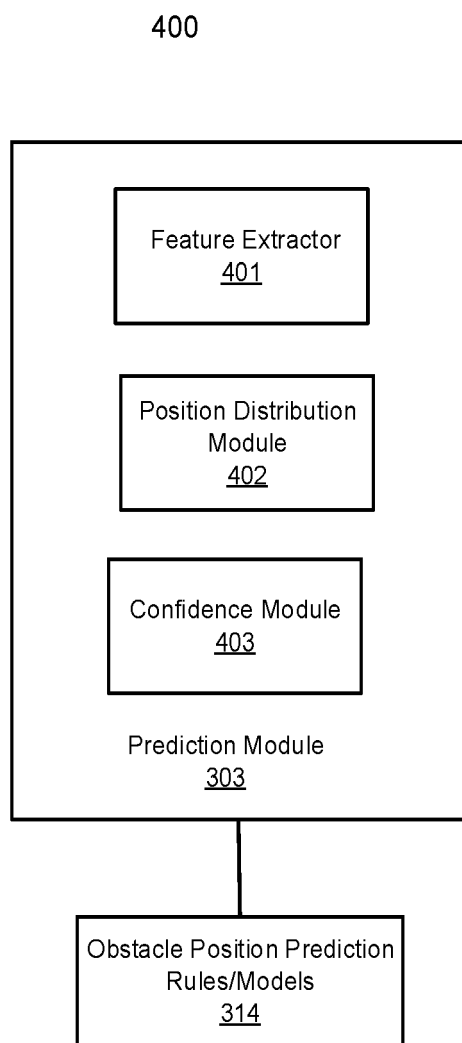 400
Feature Extractor
401
Position Distribution
Module
402
Confidence Module
403
Prediction Module
303
Obstacle Position Prediction
Rules/Models
314